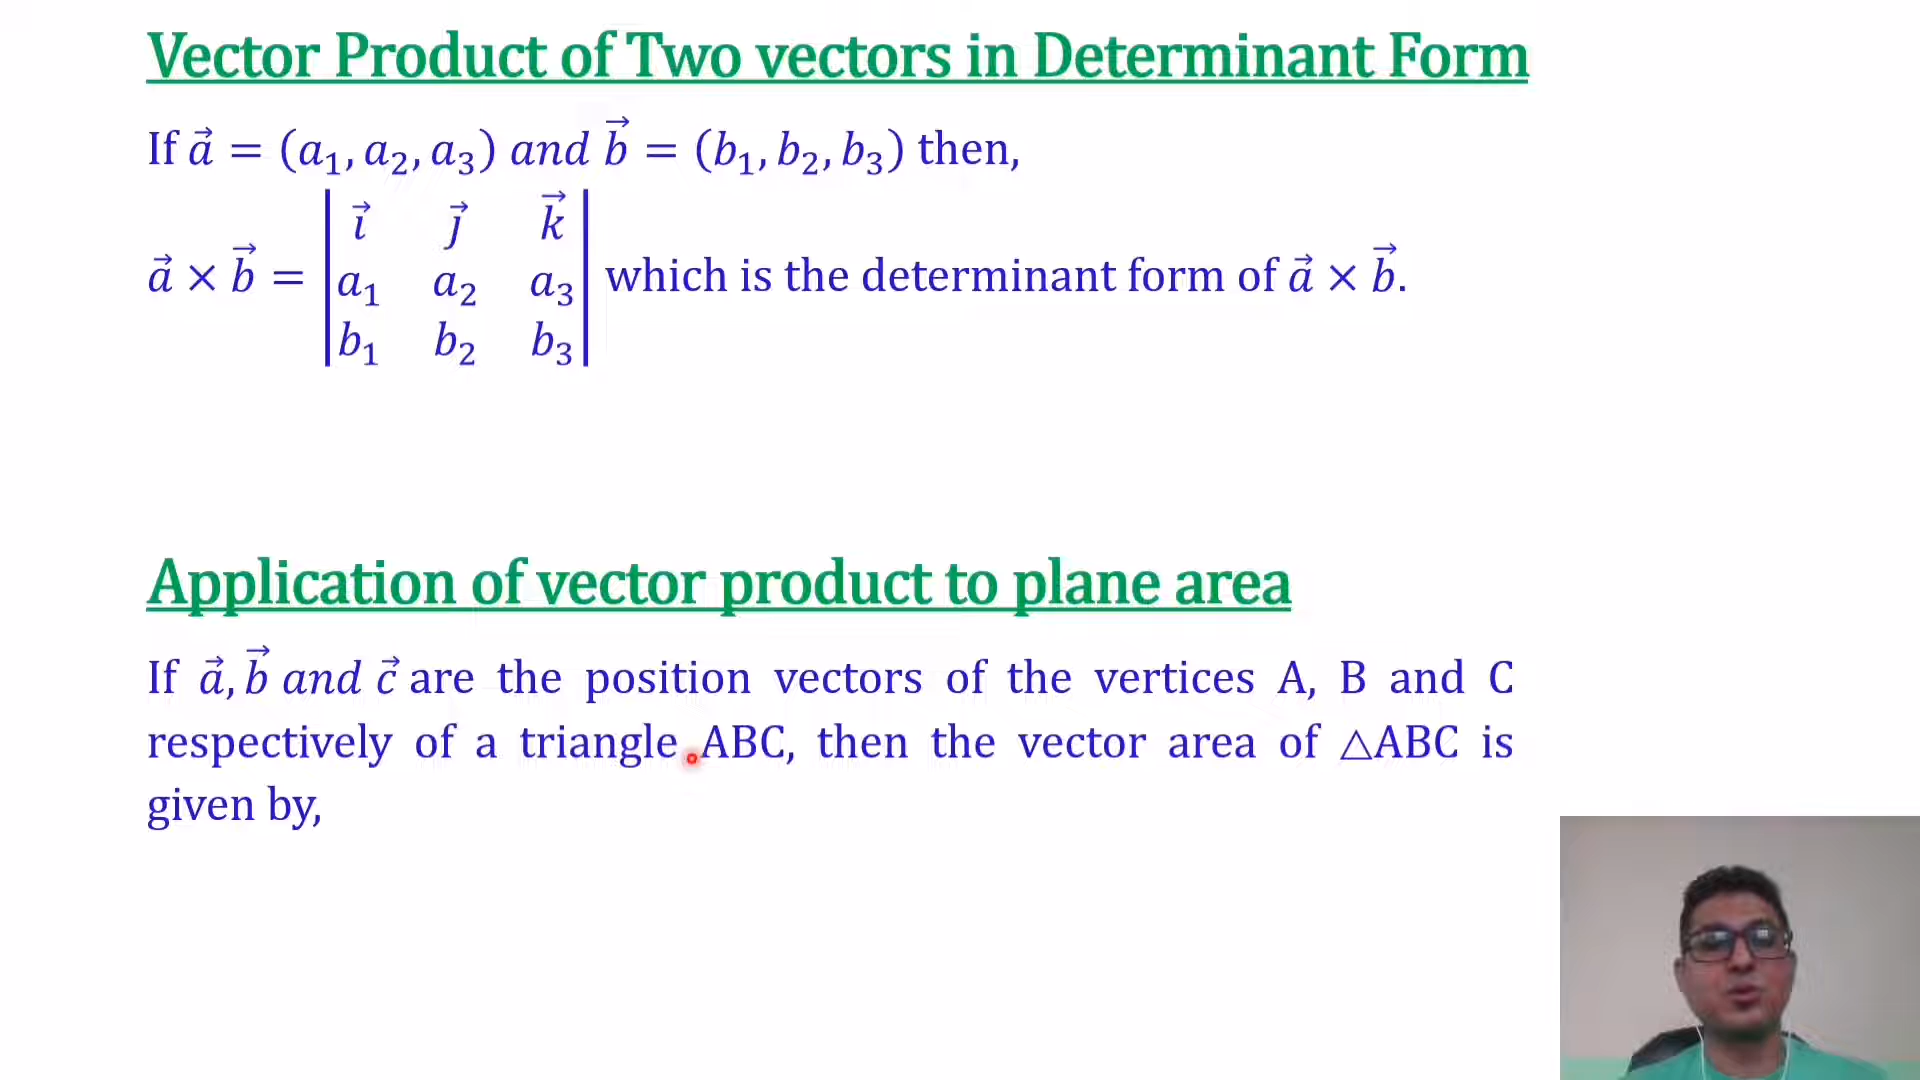 Vector Product of Two vectors in Determinant Form
If a⃗ = (a₁, a₂, a₃) and b⃗ = (b₁, b₂, b₃) then,
a⃗ × b⃗ = | i⃗ j⃗ k⃗ | which is the determinant form of a⃗ × b⃗.
| a₁ a₂ a₃ |
| b₁ b₂ b₃ |
Application of vector product to plane area
If a⃗, b⃗ and c⃗ are the position vectors of the vertices A, B and C
respectively of a triangle ABC, then the vector area of △ABC is
given by,